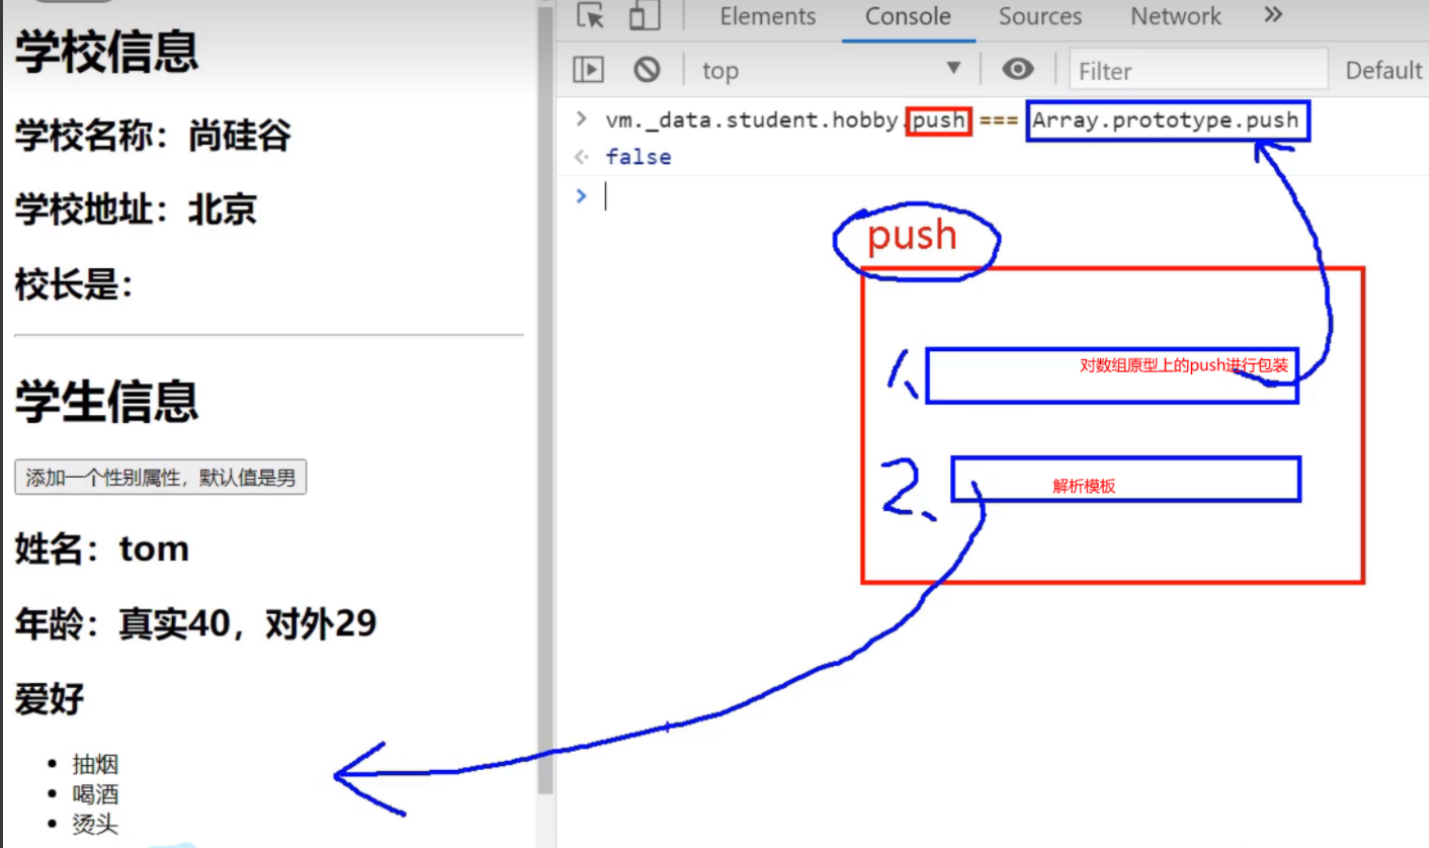 学校信息
学校名称：尚硅谷
学校地址：北京
校长是：
学生信息
添加一个性别属性，默认值是男
姓名：tom
年龄：真实40，对外29
爱好
抽烟
喝酒
烫头
Elements Console Sources Network »
top Filter Default
> vm._data.student.hobby.push === Array.prototype.push
false
>
push
1、 对数组原型上的push进行包装
2、 解析模板